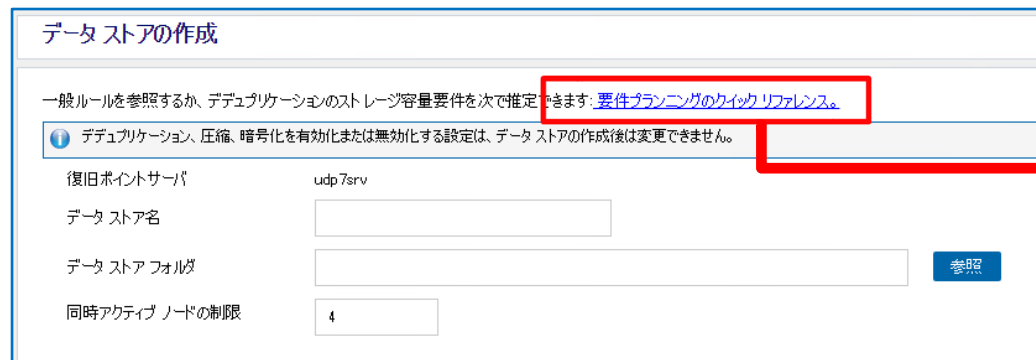 データ ストアの作成
一般ルールを参照するか、デデュプリケーションのストレージ容量要件を次で推定できます: 要件プランニングのクイック リファレンス。
デデュプリケーション、圧縮、暗号化を有効化または無効化する設定は、データ ストアの作成後は変更できません。
復旧ポイントサーバ udp7srv
データ ストア名
データ ストア フォルダ 参照
同時アクティブ ノードの制限 4